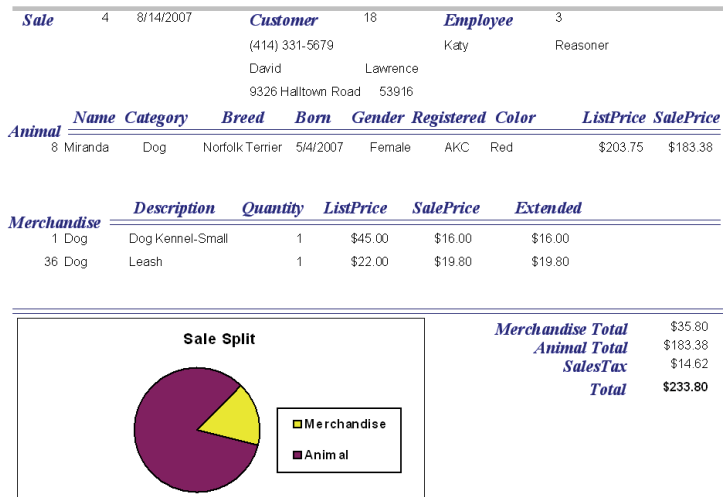 Sale 4 8/14/2007 Customer 18 Employee 3
(414) 331-5679 Katy Reasoner
David Lawrence
9326 Halltown Road 53916
Name Category Breed Born Gender Registered Color ListPrice SalePrice
Animal
8 Miranda Dog Norfolk Terrier 5/4/2007 Female AKC Red $203.75 $183.38
Description Quantity ListPrice SalePrice Extended
Merchandise
1 Dog Dog Kennel-Small 1 $45.00 $16.00 $16.00
36 Dog Leash 1 $22.00 $19.80 $19.80
Merchandise Total $35.80
Animal Total $183.38
SalesTax $14.62
Total $233.80
Sale Split
Merchandise
Animal